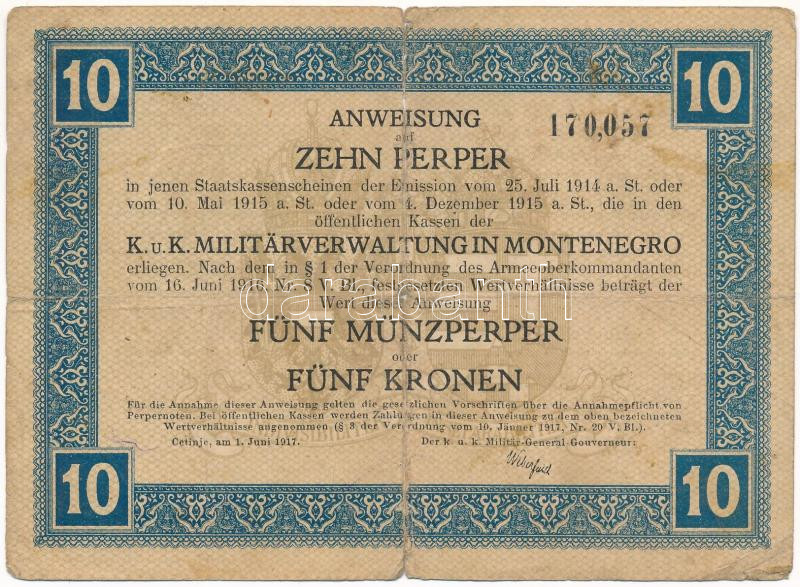 10 10
ANWEISUNG 170,057
auf
ZEHN PERPER
in jenen Staatskassenscheinen der Emission vom 25. Juli 1914 a. St. oder
vom 10. Mai 1915 a. St. oder vom 4. Dezember 1915 a. St., die in den
öffentlichen Kassen der
K. u. K. MILITÄRVERWALTUNG IN MONTENEGRO
erliegen. Nach dem in § 1 der Verordnung des Armeeoberkommandanten
vom 16. Juni 1916, Nr. 8 V. Bl., festgesetzten Wertverhältnisse beträgt der
Wert dieser Anweisung
FÜNF MÜNZPERPER
oder
FÜNF KRONEN
Für die Annahme dieser Anweisung gelten die gesetzlichen Vorschriften über die Annahmepflicht von
Perpernoten. Bei öffentlichen Kassen werden Zahlungen in dieser Anweisung zu dem oben bezeichneten
Wertverhältnisse angenommen (§ 3 der Verordnung vom 10. Jänner 1917, Nr. 20 V. Bl.).
Cetinje, am 1. Juni 1917. Der k. u. k. Militär-General-Gouverneur:
10 10
darabanth